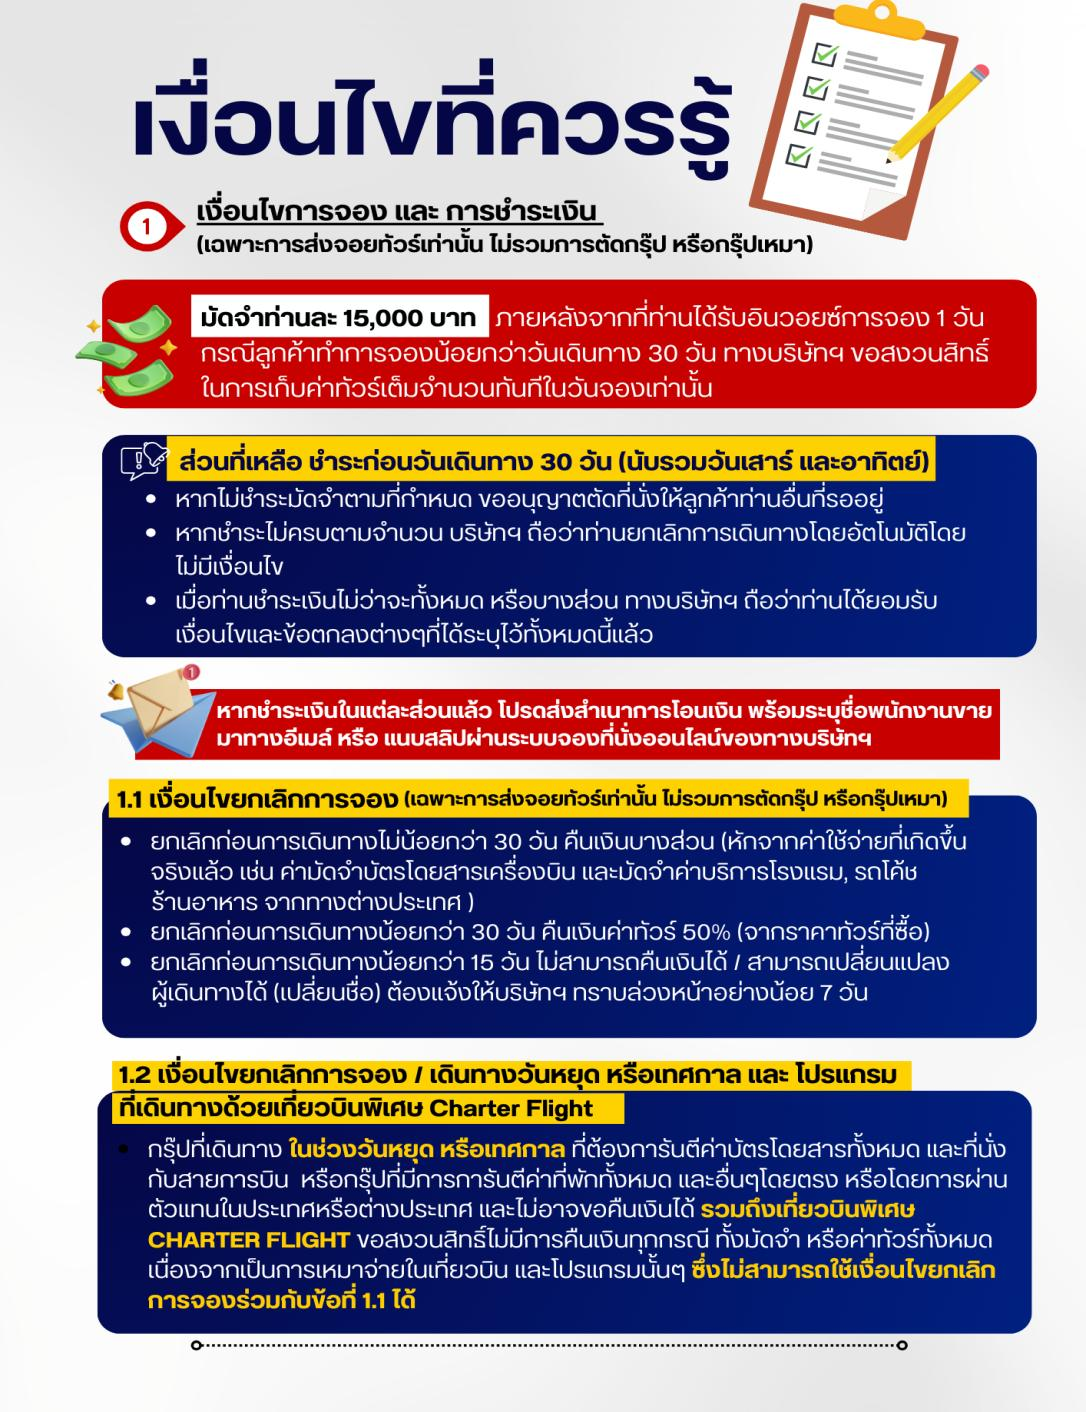 เงื่อนไขที่ควรรู้
1
เงื่อนไขการจอง และ การชำระเงิน
(เฉพาะการส่งจอยทัวร์เท่านั้น ไม่รวมการตัดกรุ๊ป หรือกรุ๊ปเหมา)
มัดจำท่านละ 15,000 บาท ภายหลังจากที่ท่านได้รับอินวอยซ์การจอง 1 วัน
กรณีลูกค้าทำการจองน้อยกว่าวันเดินทาง 30 วัน ทางบริษัทฯ ขอสงวนสิทธิ์
ในการเก็บค่าทัวร์เต็มจำนวนทันทีในวันจองเท่านั้น
ส่วนที่เหลือ ชำระก่อนวันเดินทาง 30 วัน (นับรวมวันเสาร์ และอาทิตย์)
• หากไม่ชำระมัดจำตามที่กำหนด ขออนุญาตตัดที่นั่งให้ลูกค้าท่านอื่นที่รออยู่
• หากชำระไม่ครบตามจำนวน บริษัทฯ ถือว่าท่านยกเลิกการเดินทางโดยอัตโนมัติโดย
ไม่มีเงื่อนไข
• เมื่อท่านชำระเงินไม่ว่าจะทั้งหมด หรือบางส่วน ทางบริษัทฯ ถือว่าท่านได้ยอมรับ
เงื่อนไขและข้อตกลงต่างๆที่ได้ระบุไว้ทั้งหมดนี้แล้ว
1
หากชำระเงินในแต่ละส่วนแล้ว โปรดส่งสำเนาการโอนเงิน พร้อมระบุชื่อพนักงานขาย
มาทางอีเมล์ หรือ แนบสลิปผ่านระบบจองที่นั่งออนไลน์ของทางบริษัทฯ
1.1 เงื่อนไขยกเลิกการจอง (เฉพาะการส่งจอยทัวร์เท่านั้น ไม่รวมการตัดกรุ๊ป หรือกรุ๊ปเหมา)
• ยกเลิกก่อนการเดินทางไม่น้อยกว่า 30 วัน คืนเงินบางส่วน (หักจากค่าใช้จ่ายที่เกิดขึ้น
จริงแล้ว เช่น ค่ามัดจำบัตรโดยสารเครื่องบิน และมัดจำค่าบริการโรงแรม, รถโค้ช
ร้านอาหาร จากทางต่างประเทศ )
• ยกเลิกก่อนการเดินทางน้อยกว่า 30 วัน คืนเงินค่าทัวร์ 50% (จากราคาทัวร์ที่ซื้อ)
• ยกเลิกก่อนการเดินทางน้อยกว่า 15 วัน ไม่สามารถคืนเงินได้ / สามารถเปลี่ยนแปลง
ผู้เดินทางได้ (เปลี่ยนชื่อ) ต้องแจ้งให้บริษัทฯ ทราบล่วงหน้าอย่างน้อย 7 วัน
1.2 เงื่อนไขยกเลิกการจอง / เดินทางวันหยุด หรือเทศกาล และ โปรแกรม
ที่เดินทางด้วยเที่ยวบินพิเศษ Charter Flight
• กรุ๊ปที่เดินทาง ในช่วงวันหยุด หรือเทศกาล ที่ต้องการันตีค่าบัตรโดยสารทั้งหมด และที่นั่ง
กับสายการบิน หรือกรุ๊ปที่มีการการันตีค่าที่พักทั้งหมด และอื่นๆโดยตรง หรือโดยการผ่าน
ตัวแทนในประเทศหรือต่างประเทศ และไม่อาจขอคืนเงินได้ รวมถึงเที่ยวบินพิเศษ
CHARTER FLIGHT ขอสงวนสิทธิ์ไม่มีการคืนเงินทุกกรณี ทั้งมัดจำ หรือค่าทัวร์ทั้งหมด
เนื่องจากเป็นการเหมาจ่ายในเที่ยวบิน และโปรแกรมนั้นๆ ซึ่งไม่สามารถใช้เงื่อนไขยกเลิก
การจองร่วมกับข้อที่ 1.1 ได้